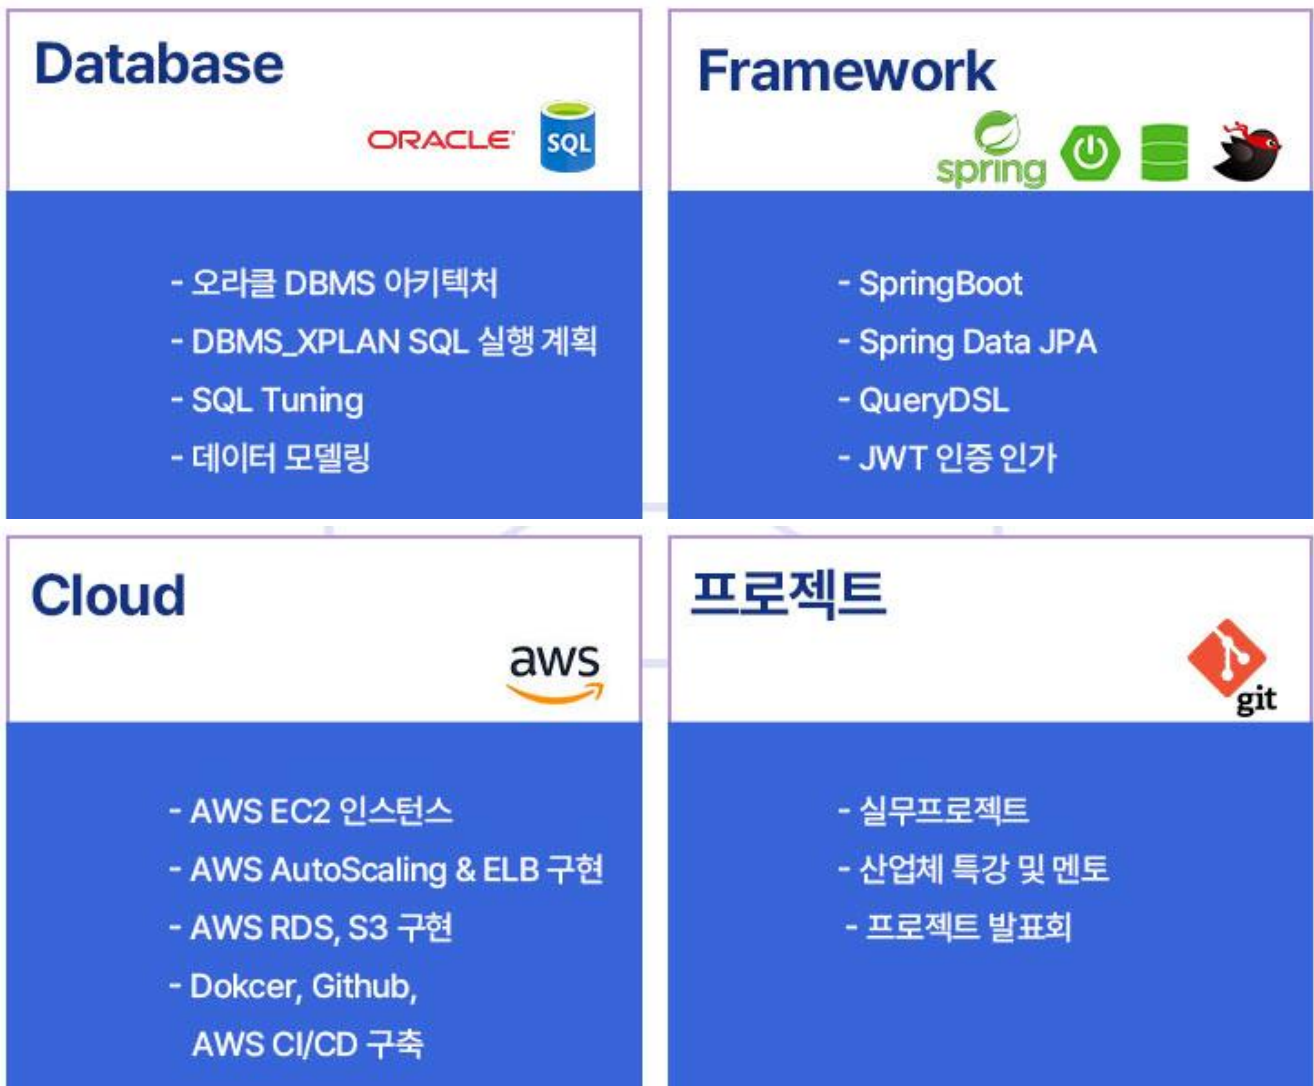 Database
ORACLE
SQL
- 오라클 DBMS 아키텍처
- DBMS_XPLAN SQL 실행 계획
- SQL Tuning
- 데이터 모델링
Framework
spring
- SpringBoot
- Spring Data JPA
- QueryDSL
- JWT 인증 인가
Cloud
aws
- AWS EC2 인스턴스
- AWS AutoScaling & ELB 구현
- AWS RDS, S3 구현
- Dokcer, Github,
AWS CI/CD 구축
프로젝트
git
- 실무프로젝트
- 산업체 특강 및 멘토
- 프로젝트 발표회